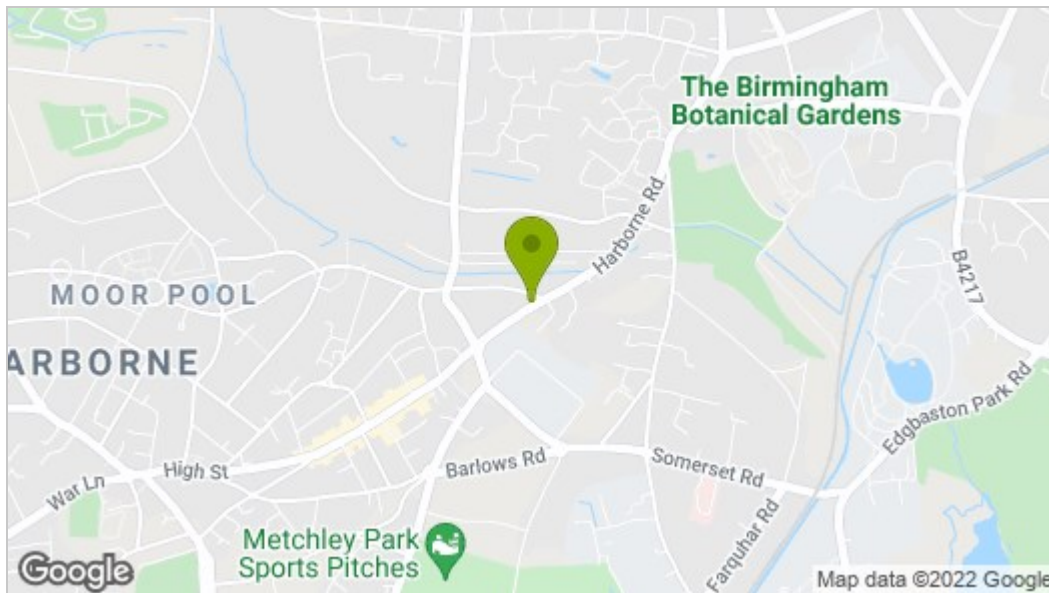 The Birmingham
Botanical Gardens
Harborne Rd
B4217
MOOR POOL
ARBORNE
Edgbaston Park Rd
Barlows Rd
Somerset Rd
High St
War Ln
Farquhar Rd
Metchley Park
Sports Pitches
Google
Map data ©2022 Google